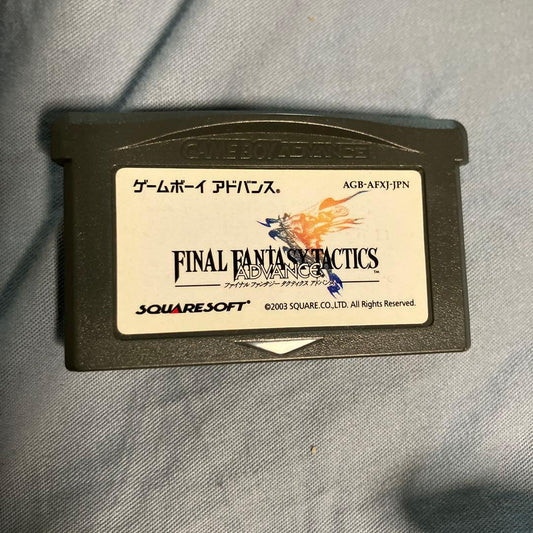 GAME BOY ADVANCE
ゲームボーイ アドバンス®
AGB-AFXJ-JPN
FINAL FANTASY TACTICS
ADVANCE
TM
ファイナル ファンタジー タクティクス アドバンス
SQUARESOFT®
©2003 SQUARE.CO.,LTD. All Rights Reserved.